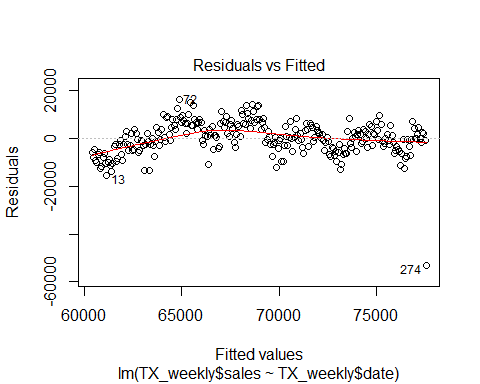 Residuals vs Fitted
20000
0
-20000
-60000
Residuals
72
13
274
60000
65000
70000
75000
Fitted values
lm(TX_weekly$sales ~ TX_weekly$date)